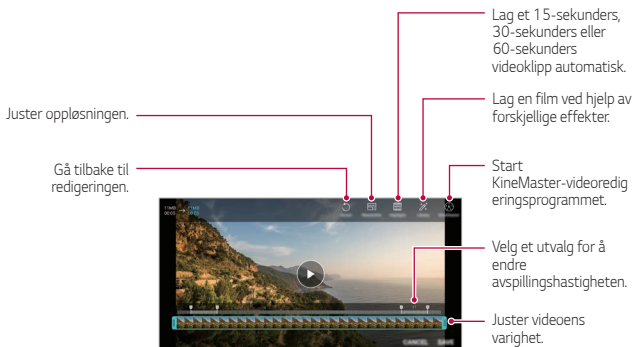 Lag et 15-sekunders,
30-sekunders eller
60-sekunders
videoklipp automatisk.
Juster oppløsningen.
Lag en film ved hjelp av
forskjellige effekter.
Gå tilbake til
redigeringen.
Start
KineMaster-videoredig
eringsprogrammet.
Velg et utvalg for å
endre
avspillingshastigheten.
Juster videoens
varighet.
CANCEL SAVE